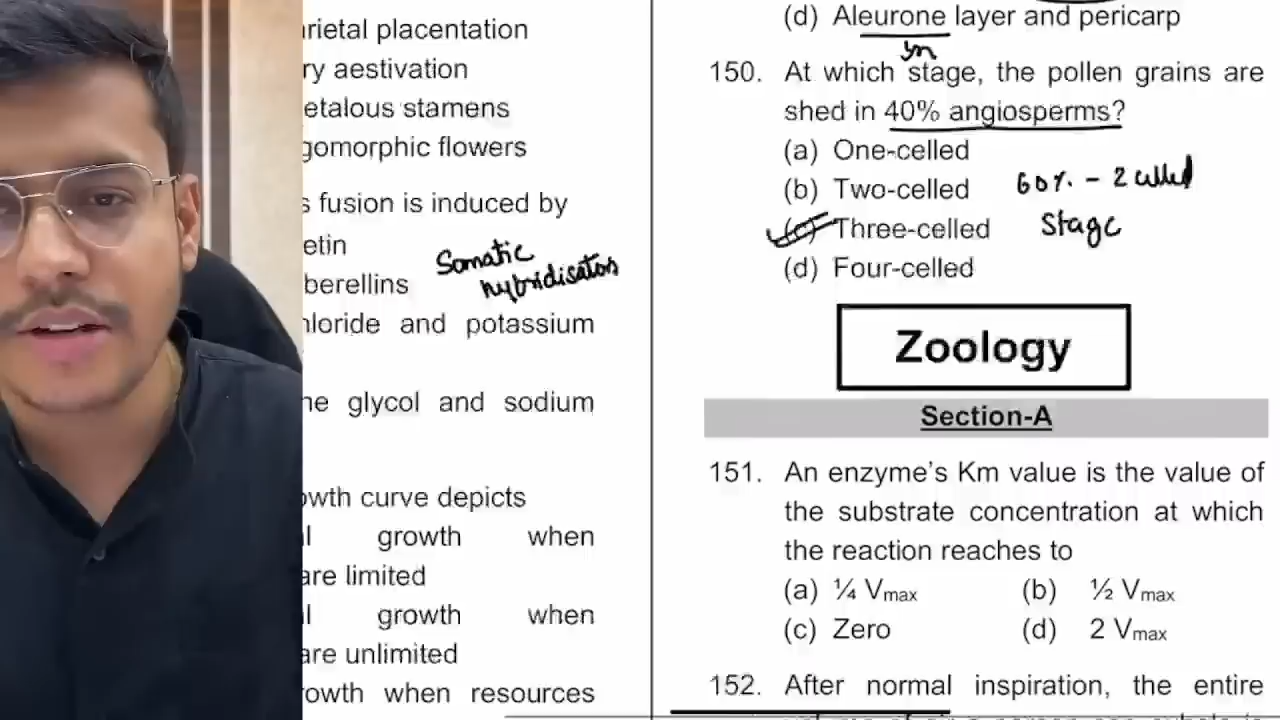 rietal placentation
ry aestivation
etalous stamens
gomorphic flowers
s fusion is induced by
etin
berellins
Somatic
hybridisation
hloride and potassium
ne glycol and sodium
owth curve depicts
l growth when
are limited
l growth when
are unlimited
rowth when resources
(d) Aleurone layer and pericarp
150. At which stage, the pollen grains are
shed in 40% angiosperms?
(a) One-celled
(b) Two-celled
(c) Three-celled
(d) Four-celled
60% - 2 celled
Stage
Zoology
Section-A
151. An enzyme's Km value is the value of
the substrate concentration at which
the reaction reaches to
(a) ¼ Vmax (b) ½ Vmax
(c) Zero (d) 2 Vmax
152. After normal inspiration, the entire